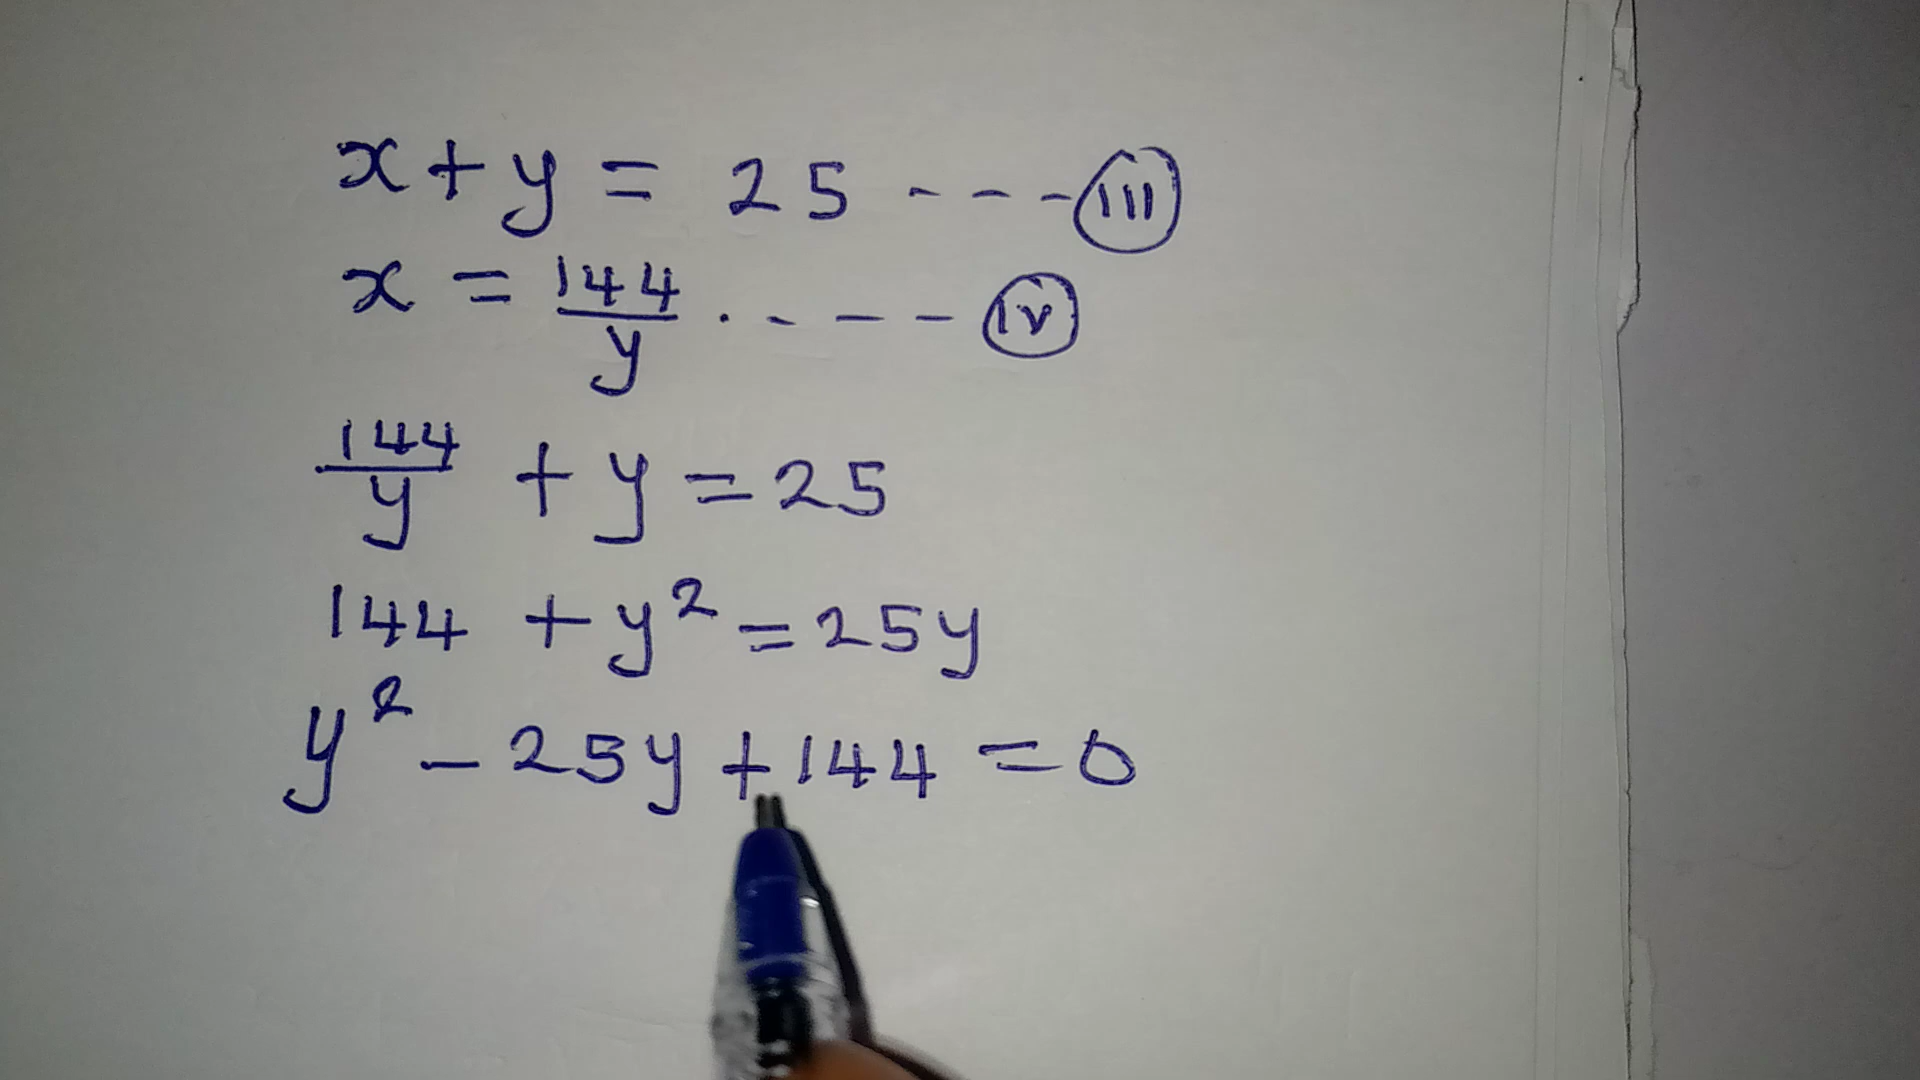 x + y = 25 - - - (iii)
x = 144/y . - - - - (iv)
144/y + y = 25
144 + y² = 25y
y² - 25y + 144 = 0